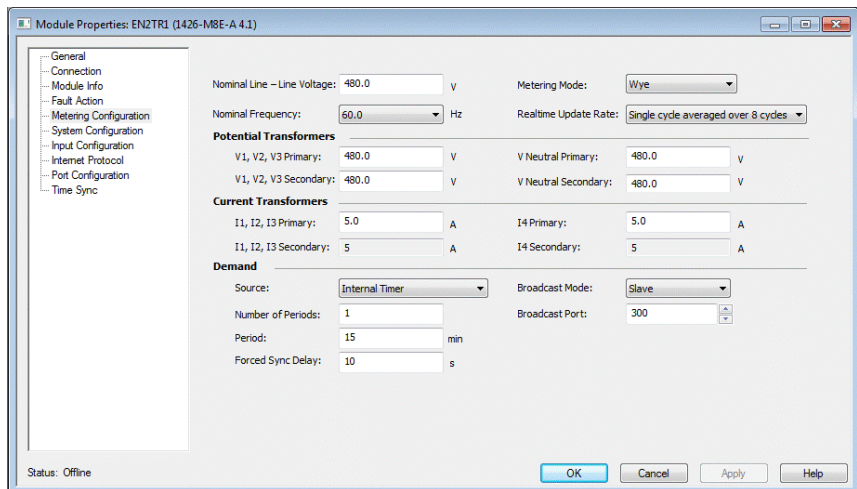 Module Properties: EN2TR1 (1426-M8E-A 4.1)
General
Connection
Module Info
Fault Action
Metering Configuration
System Configuration
Input Configuration
Internet Protocol
Port Configuration
Time Sync
Nominal Line – Line Voltage: 480.0 V Metering Mode: Wye
Nominal Frequency: 60.0 Hz Realtime Update Rate: Single cycle averaged over 8 cycles
Potential Transformers
V1, V2, V3 Primary: 480.0 V V Neutral Primary: 480.0 V
V1, V2, V3 Secondary: 480.0 V V Neutral Secondary: 480.0 V
Current Transformers
I1, I2, I3 Primary: 5.0 A I4 Primary: 5.0 A
I1, I2, I3 Secondary: 5 A I4 Secondary: 5 A
Demand
Source: Internal Timer Broadcast Mode: Slave
Number of Periods: 1 Broadcast Port: 300
Period: 15 min
Forced Sync Delay: 10 s
Status: Offline OK Cancel Apply Help